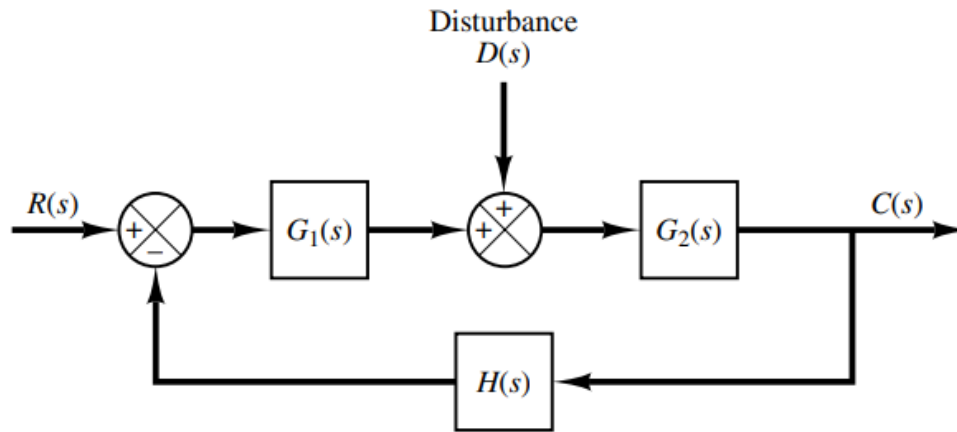 Disturbance
D(s)
R(s)
+
−
G₁(s)
+
+
G₂(s)
C(s)
H(s)